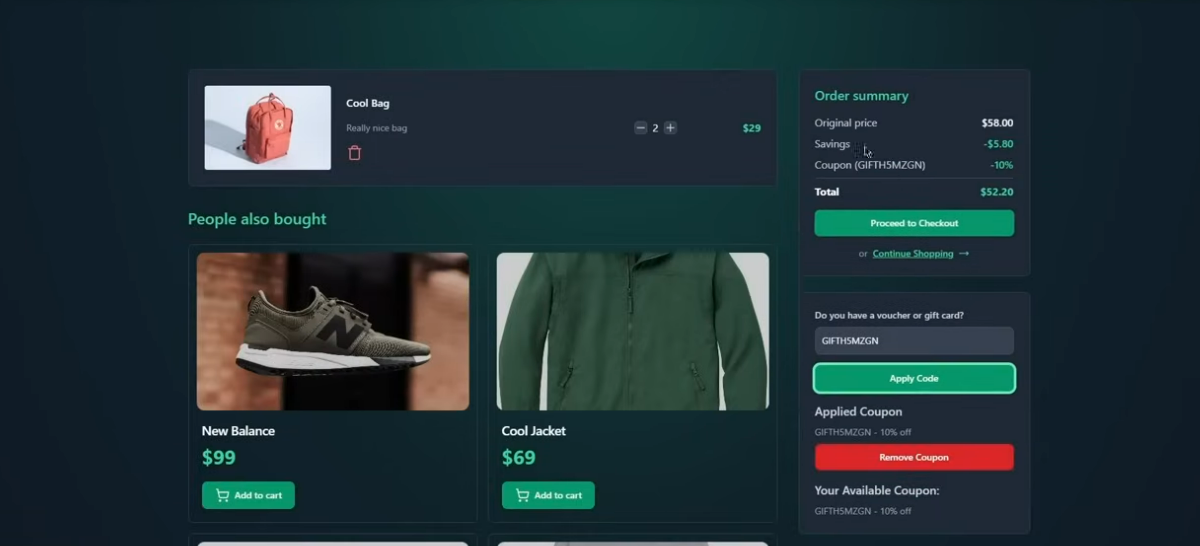 Cool Bag
Really nice bag
2
$29
People also bought
New Balance
$99
Add to cart
Cool Jacket
$69
Add to cart
Order summary
Original price $58.00
Savings -$5.80
Coupon (GIFTH5MZGN) -10%
Total $52.20
Proceed to Checkout
or Continue Shopping →
Do you have a voucher or gift card?
GIFTH5MZGN
Apply Code
Applied Coupon
GIFTH5MZGN - 10% off
Remove Coupon
Your Available Coupon:
GIFTH5MZGN - 10% off